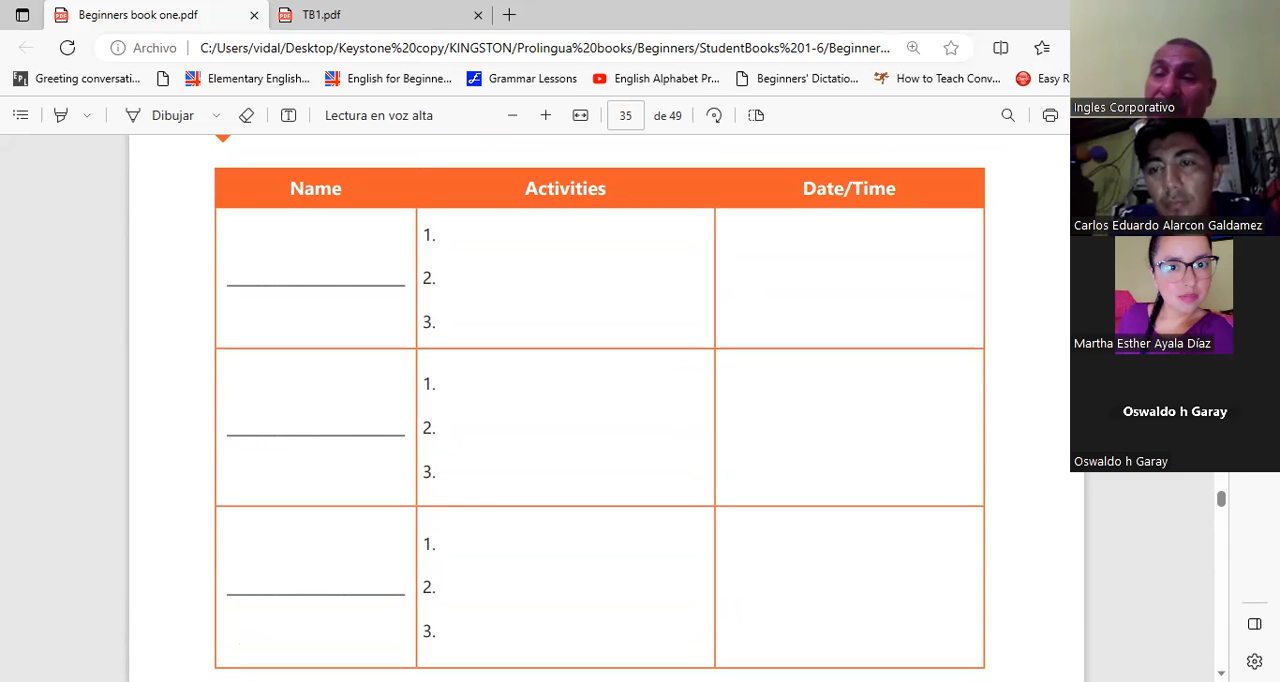 Beginners book one.pdf
TB1.pdf
Archivo
C:/Users/vidal/Desktop/Keystone%20copy/KINGSTON/Prolingua%20books/Beginners/StudentBooks%201-6/Beginner...
Greeting conversati...
Elementary English...
English for Beginne...
Grammar Lessons
English Alphabet Pr...
Beginners' Dictatio...
How to Teach Conv...
Easy R
Dibujar
Lectura en voz alta
35
de 49
Name
Activities
Date/Time
1.
2.
3.
1.
2.
3.
1.
2.
3.
Ingles Corporativo
Carlos Eduardo Alarcon Galdamez
Martha Esther Ayala Díaz
Oswaldo h Garay
Oswaldo h Garay